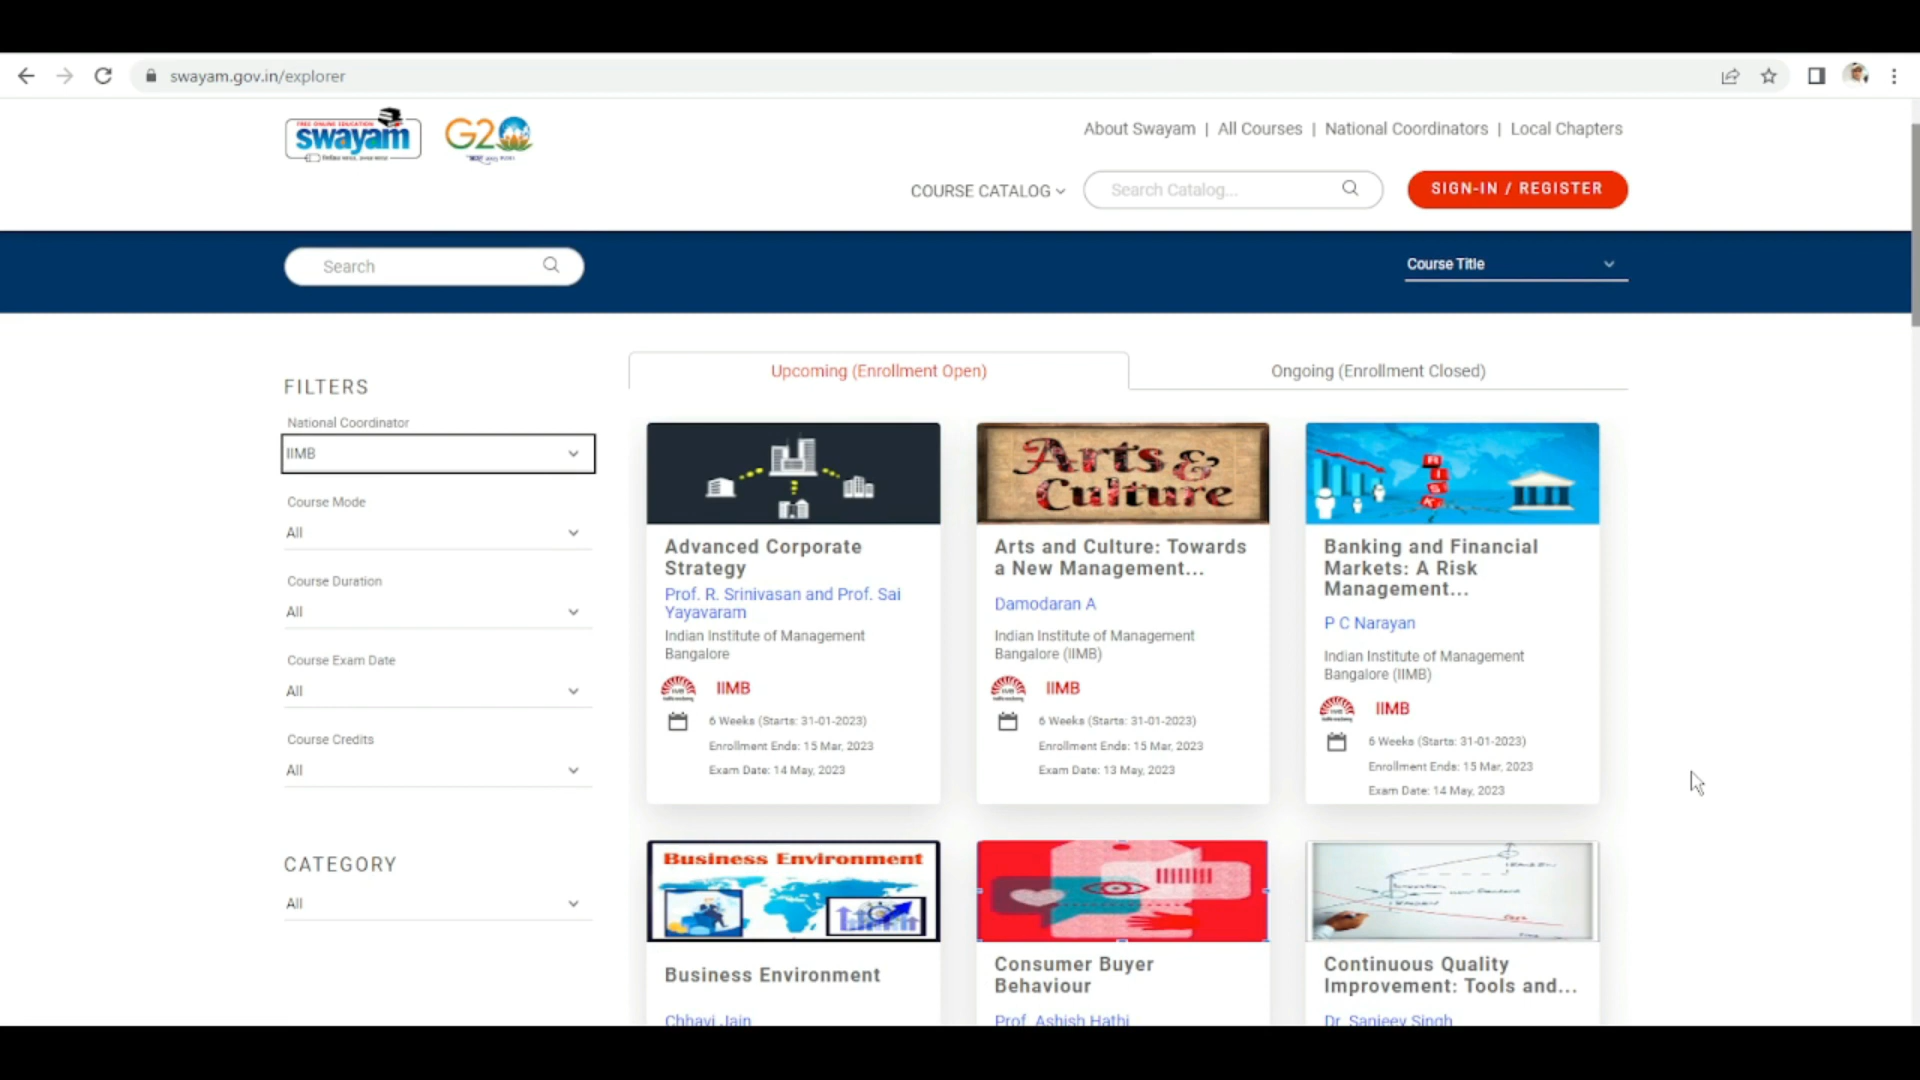 swayam.gov.in/explorer
FREE ONLINE EDUCATION
swayam
G20
About Swayam | All Courses | National Coordinators | Local Chapters
COURSE CATALOG
Search Catalog...
SIGN-IN / REGISTER
Search
Course Title
FILTERS
National Coordinator
IIMB
Course Mode
All
Course Duration
All
Course Exam Date
All
Course Credits
All
CATEGORY
All
Upcoming (Enrollment Open)
Ongoing (Enrollment Closed)
Advanced Corporate
Strategy
Prof. R. Srinivasan and Prof. Sai
Yayavaram
Indian Institute of Management
Bangalore
IIMB
6 Weeks (Starts: 31-01-2023)
Enrollment Ends: 15 Mar, 2023
Exam Date: 14 May, 2023
Arts &
Culture
Arts and Culture: Towards
a New Management...
Damodaran A
Indian Institute of Management
Bangalore (IIMB)
IIMB
6 Weeks (Starts: 31-01-2023)
Enrollment Ends: 15 Mar, 2023
Exam Date: 13 May, 2023
RISK
Banking and Financial
Markets: A Risk
Management...
P C Narayan
Indian Institute of Management
Bangalore (IIMB)
IIMB
6 Weeks (Starts: 31-01-2023)
Enrollment Ends: 15 Mar, 2023
Exam Date: 14 May, 2023
Business Environment
Business Environment
Chhavi Jain
Consumer Buyer
Behaviour
Prof. Ashish Hathi
Continuous Quality
Improvement: Tools and...
Dr. Sanjeev Singh